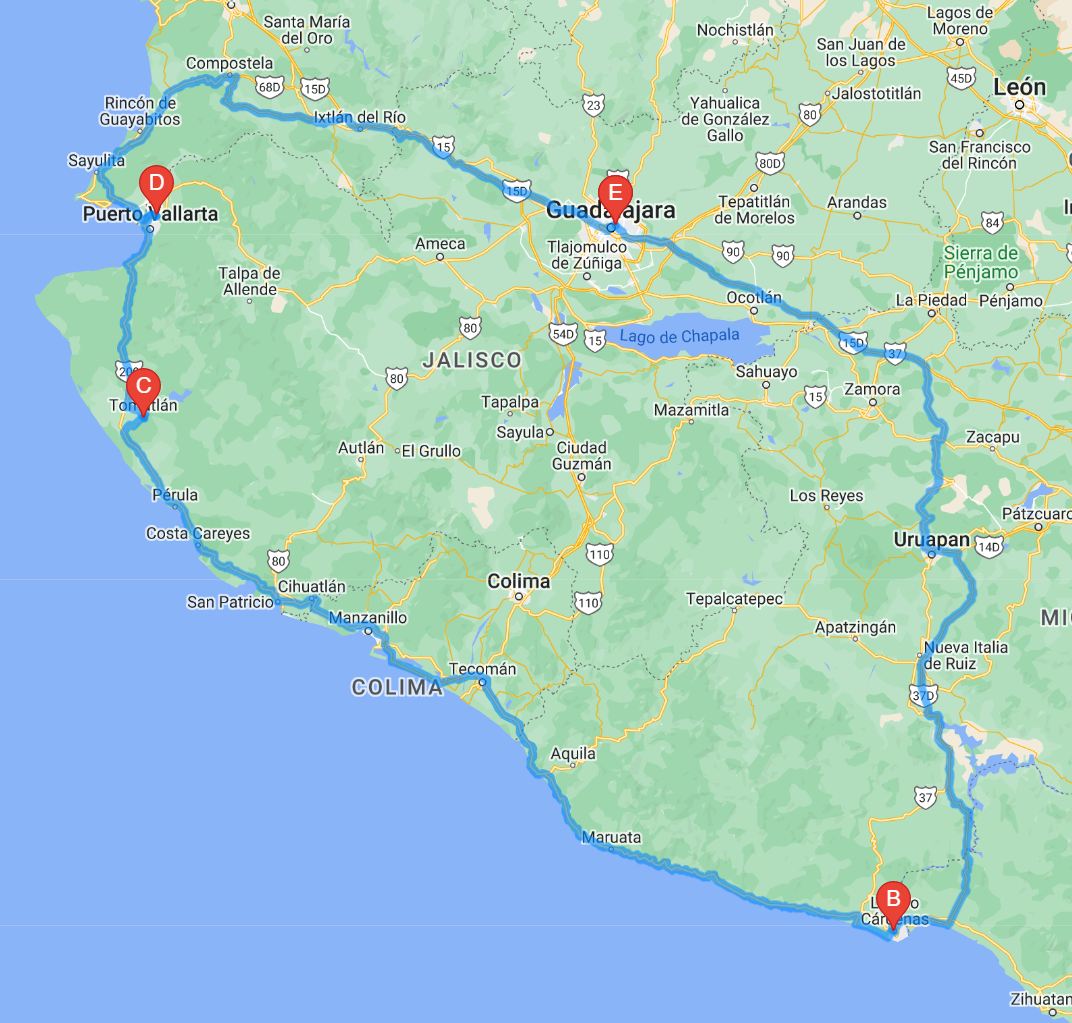 Santa María
del Oro
Nochistlán
Lagos de
Moreno
San Juan de
los Lagos
Compostela
68D
15D
45D
León
Rincón de
Guayabitos
Ixtlán del Río
23
Yahualica
de González
Gallo
80
Jalostotitlán
15
San Francisco
del Rincón
Sayulita
80D
D
15D
E
Puerto Vallarta
Guadalajara
Tepatitlán
de Morelos
Arandas
84
Ameca
Tlajomulco
de Zúñiga
90
90
Sierra de
Pénjamo
Talpa de
Allende
Ocotlán
La Piedad
Pénjamo
80
54D
15
Lago de Chapala
15D
37
JALISCO
200
C
80
Sahuayo
Tomatlán
Tapalpa
Mazamitla
15
Zamora
Sayula
Autlán
El Grullo
Ciudad
Guzmán
Zacapu
Pérula
Los Reyes
Pátzcuaro
Costa Careyes
Uruapan
14D
80
110
Cihuatlán
Colima
San Patricio
110
Tepalcatepec
Manzanillo
Apatzingán
MI
Nueva Italia
de Ruiz
Tecomán
COLIMA
37D
Aquila
37
Maruata
B
Lázaro
Cárdenas
Zihuatan